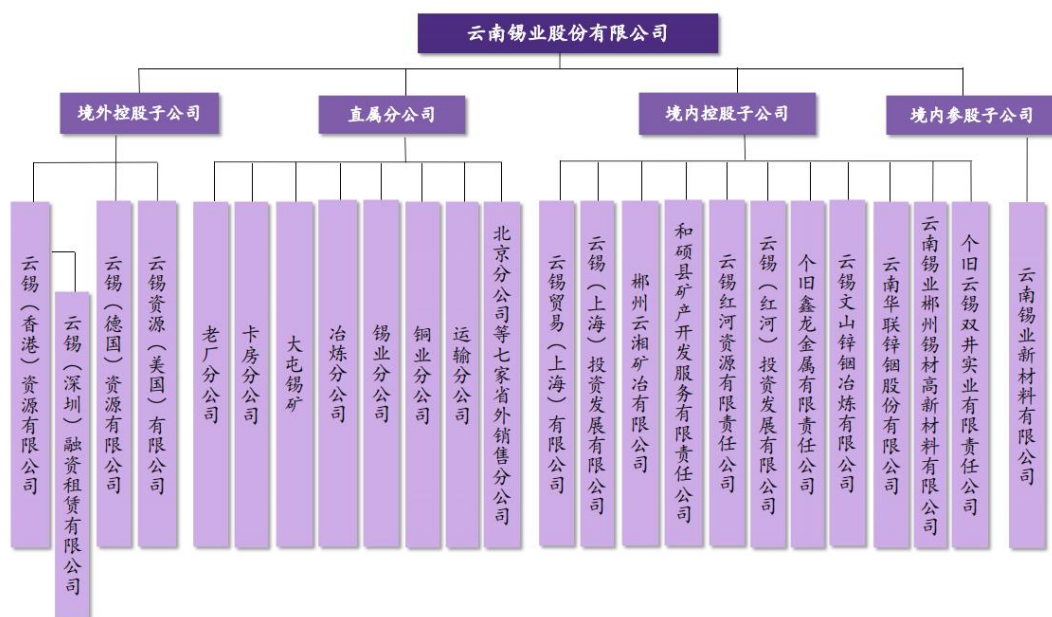 云南锡业股份有限公司
境外控股子公司
直属分公司
境内控股子公司
境内参股子公司
云锡（香港）资源有限公司
云锡（深圳）融资租赁有限公司
云锡（德国）资源有限公司
云锡资源（美国）有限公司
老厂分公司
卡房分公司
大屯锡矿
冶炼分公司
锡业分公司
铜业分公司
运输分公司
北京分公司等七家省外销售分公司
云锡贸易（上海）有限公司
云锡（上海）投资发展有限公司
郴州云湘矿冶有限公司
和硕县矿产开发服务有限责任公司
云锡红河资源有限责任公司
云锡（红河）投资发展有限公司
个旧鑫龙金属有限责任公司
云锡文山锌铟冶炼有限公司
云南华联锌铟股份有限公司
云南锡业郴州锡材高新材料有限公司
个旧云锡双井实业有限责任公司
云南锡业新材料有限公司